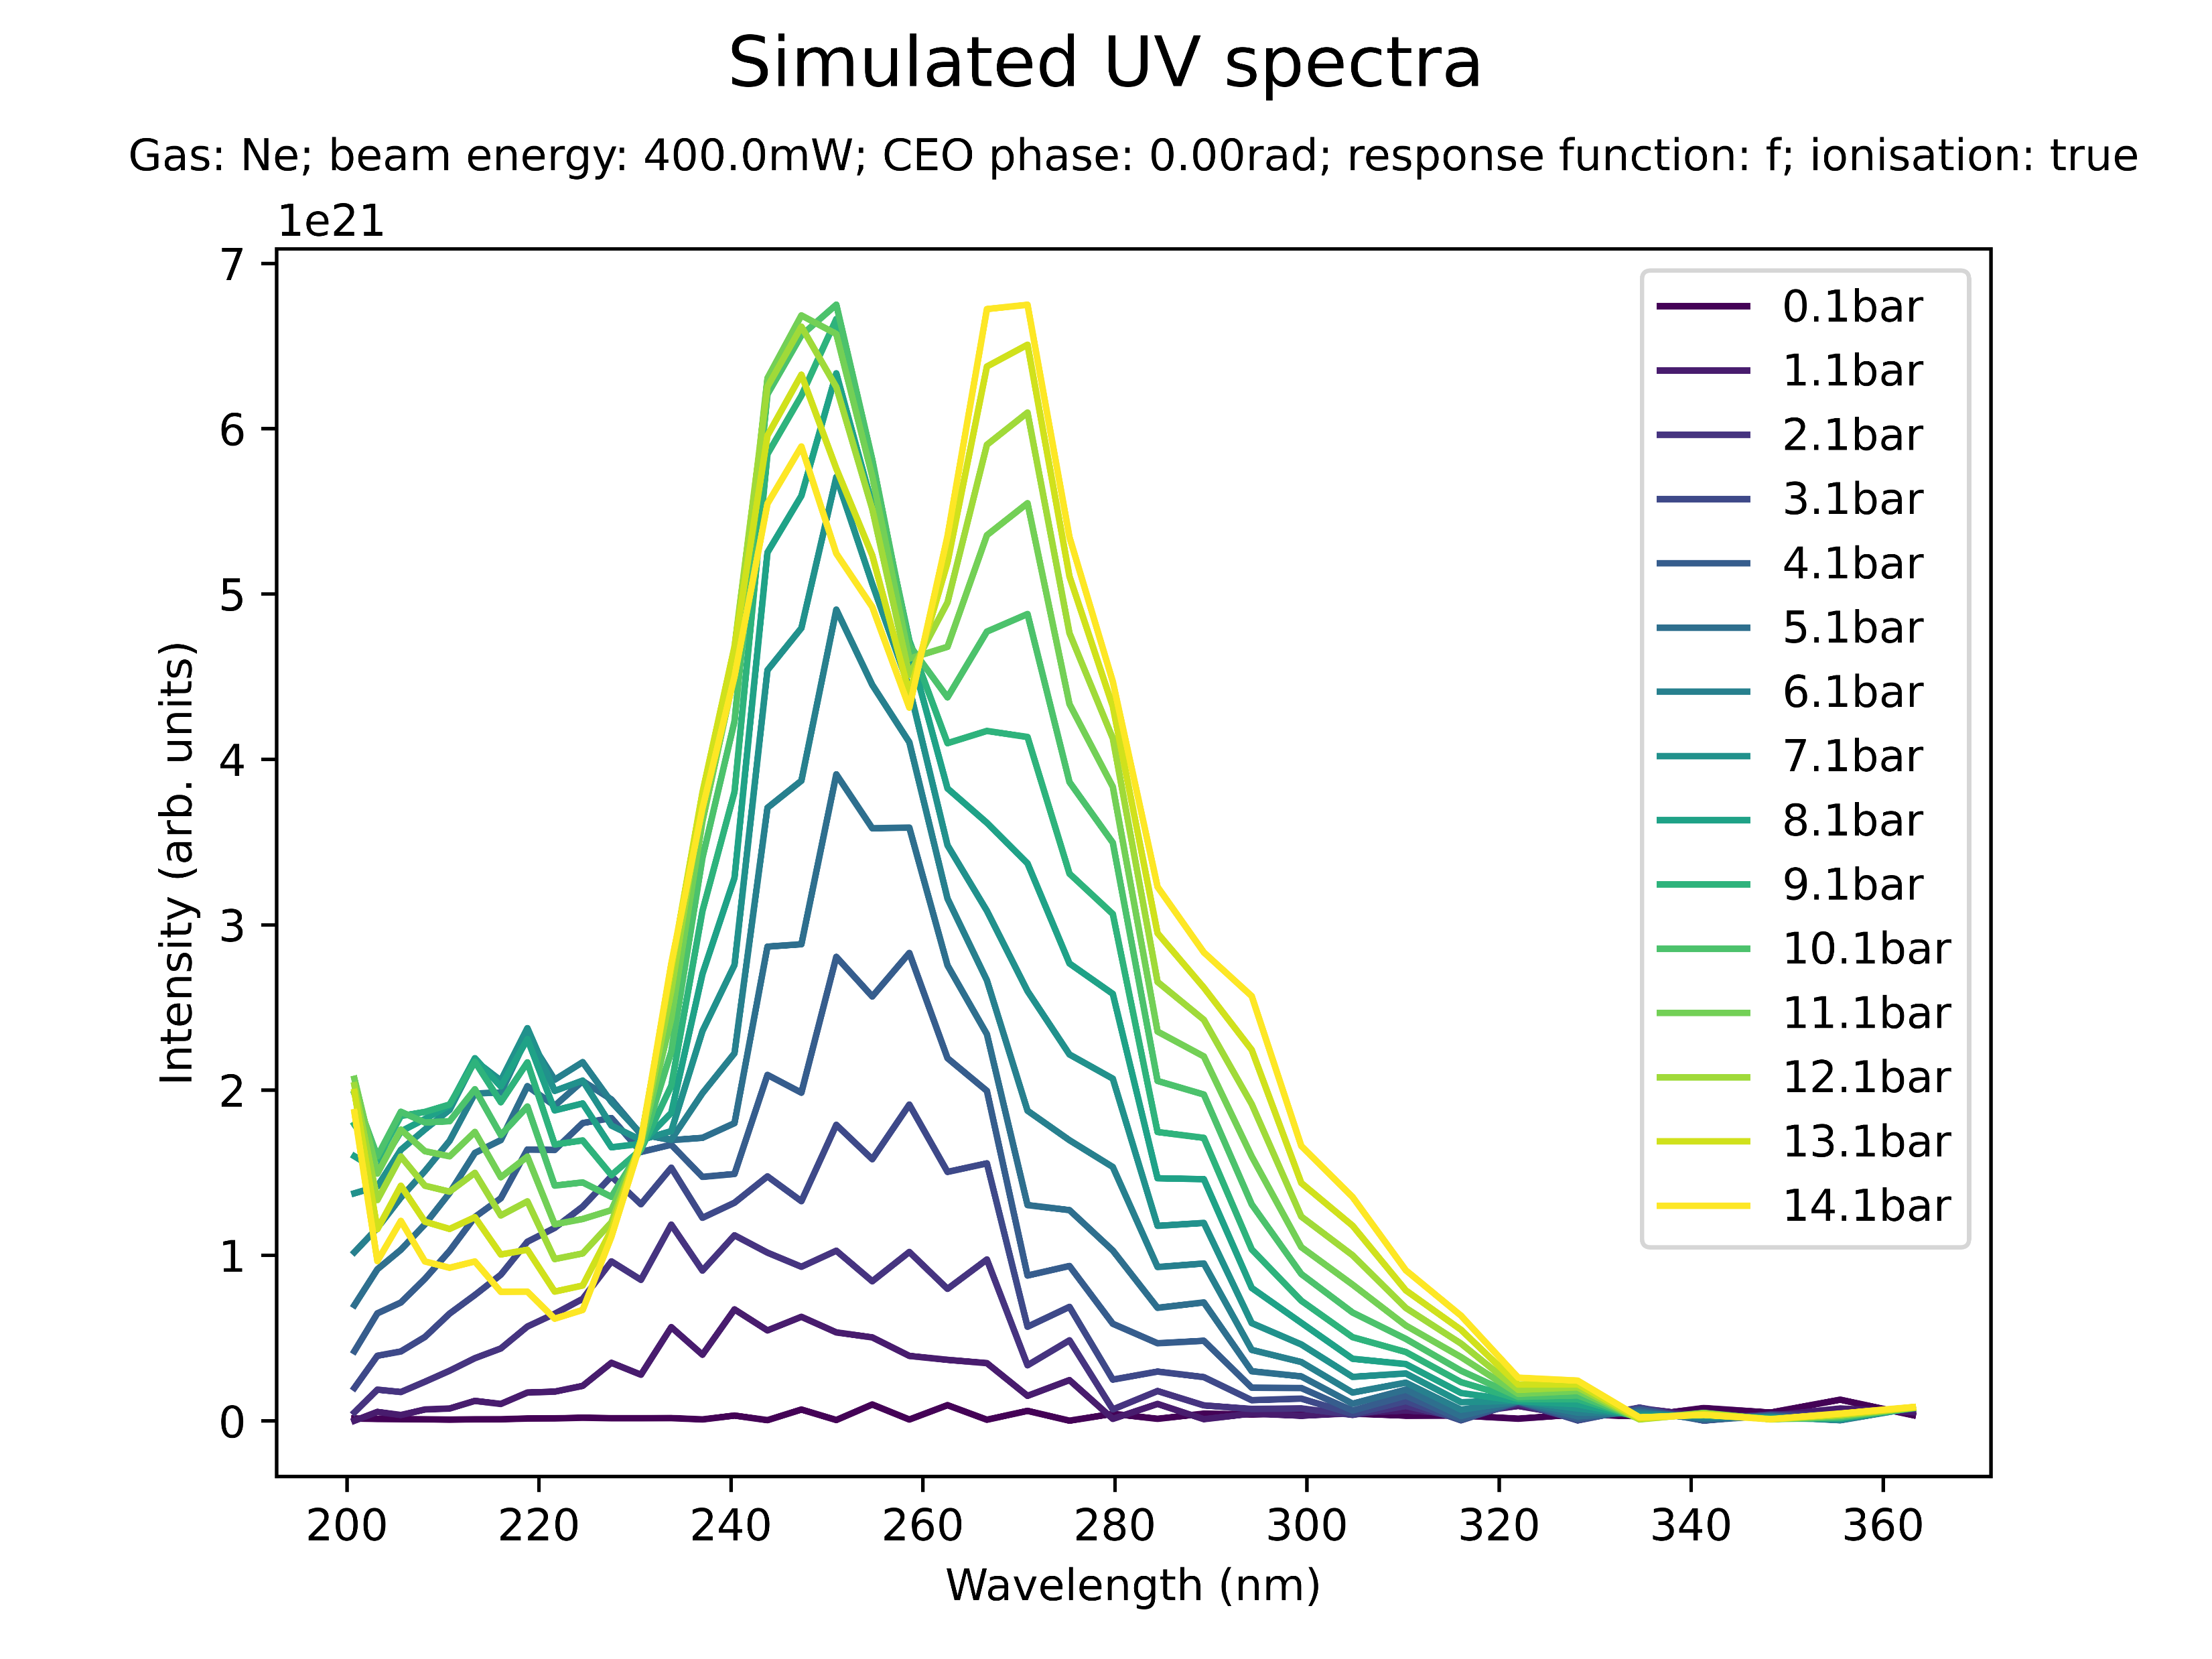 Simulated UV spectra
Gas: Ne; beam energy: 400.0mW; CEO phase: 0.00rad; response function: f; ionisation: true
1e21
7
6
5
4
3
2
1
0
Intensity (arb. units)
200 220 240 260 280 300 320 340 360
Wavelength (nm)
0.1bar
1.1bar
2.1bar
3.1bar
4.1bar
5.1bar
6.1bar
7.1bar
8.1bar
9.1bar
10.1bar
11.1bar
12.1bar
13.1bar
14.1bar